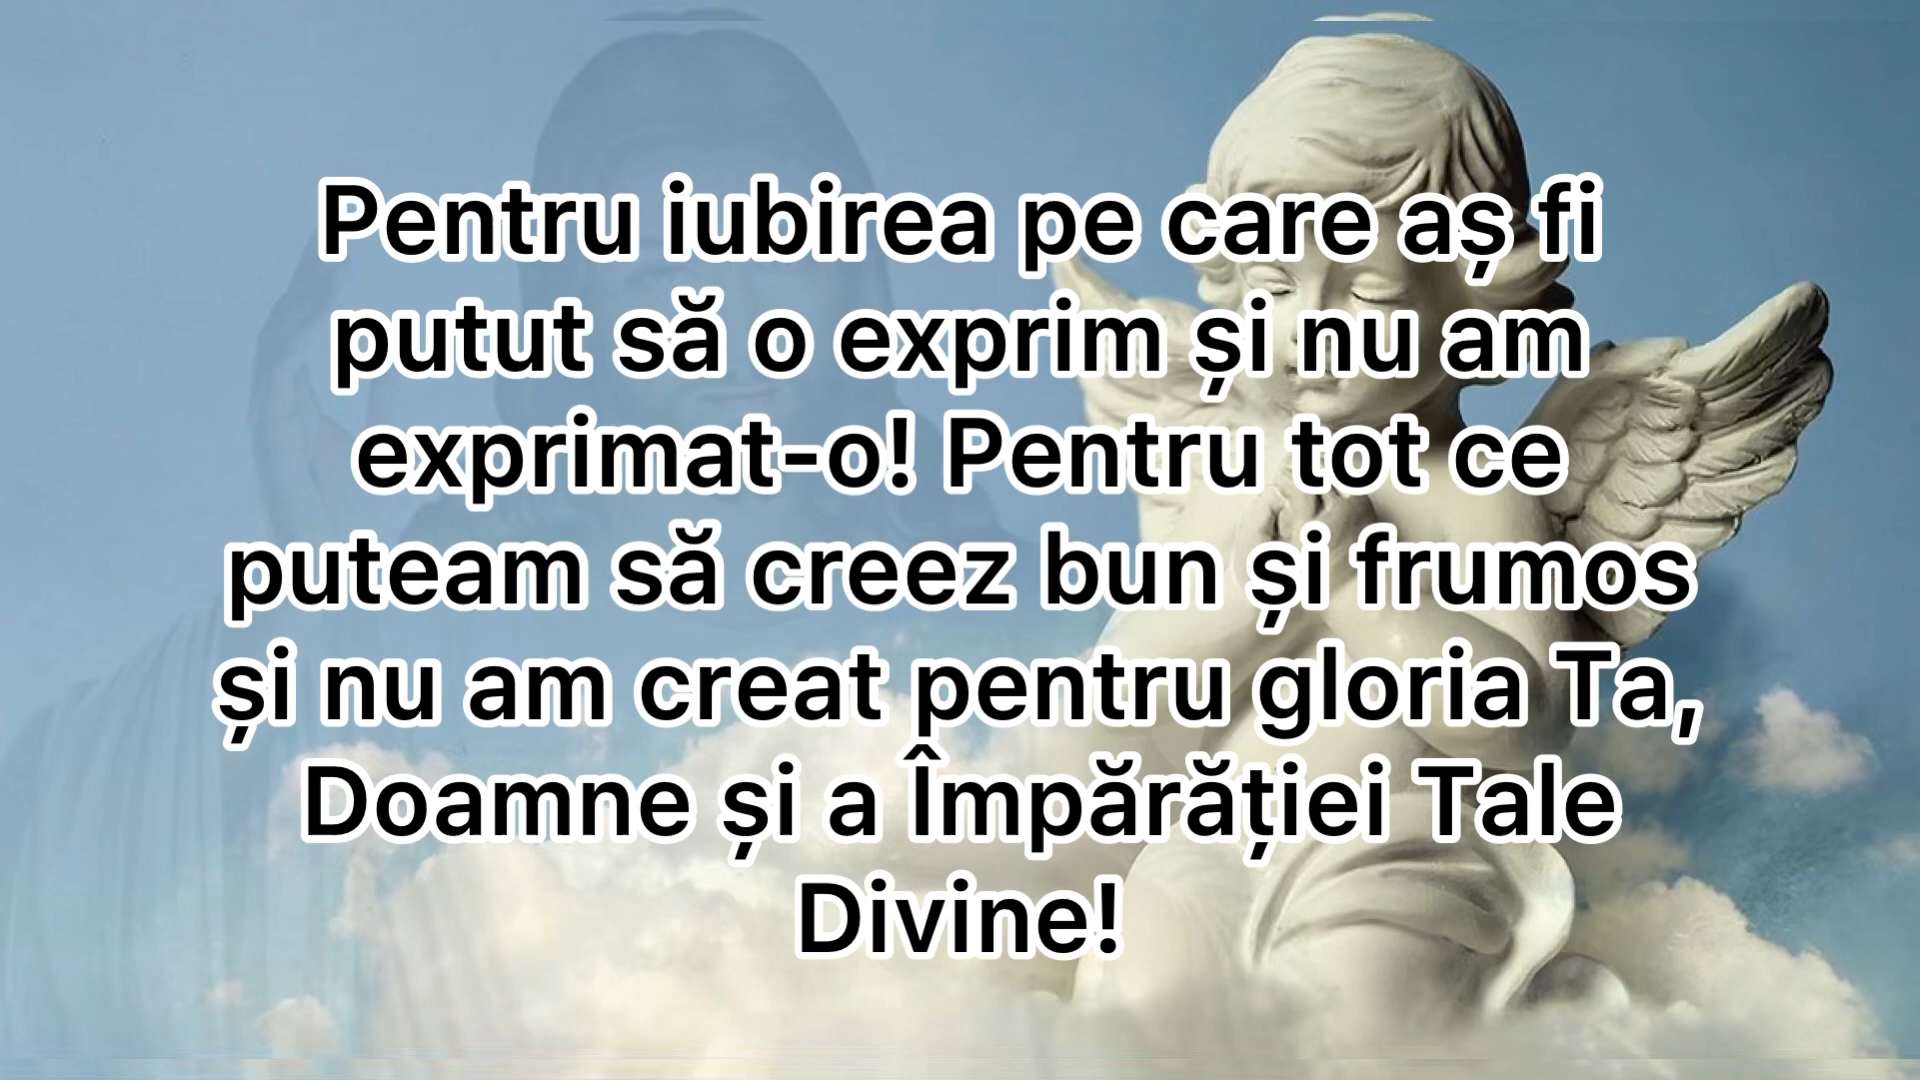 Pentru iubirea pe care aș fi
putut să o exprim și nu am
exprimat-o! Pentru tot ce
puteam să creez bun și frumos
și nu am creat pentru gloria Ta,
Doamne și a Împărăției Tale
Divine!